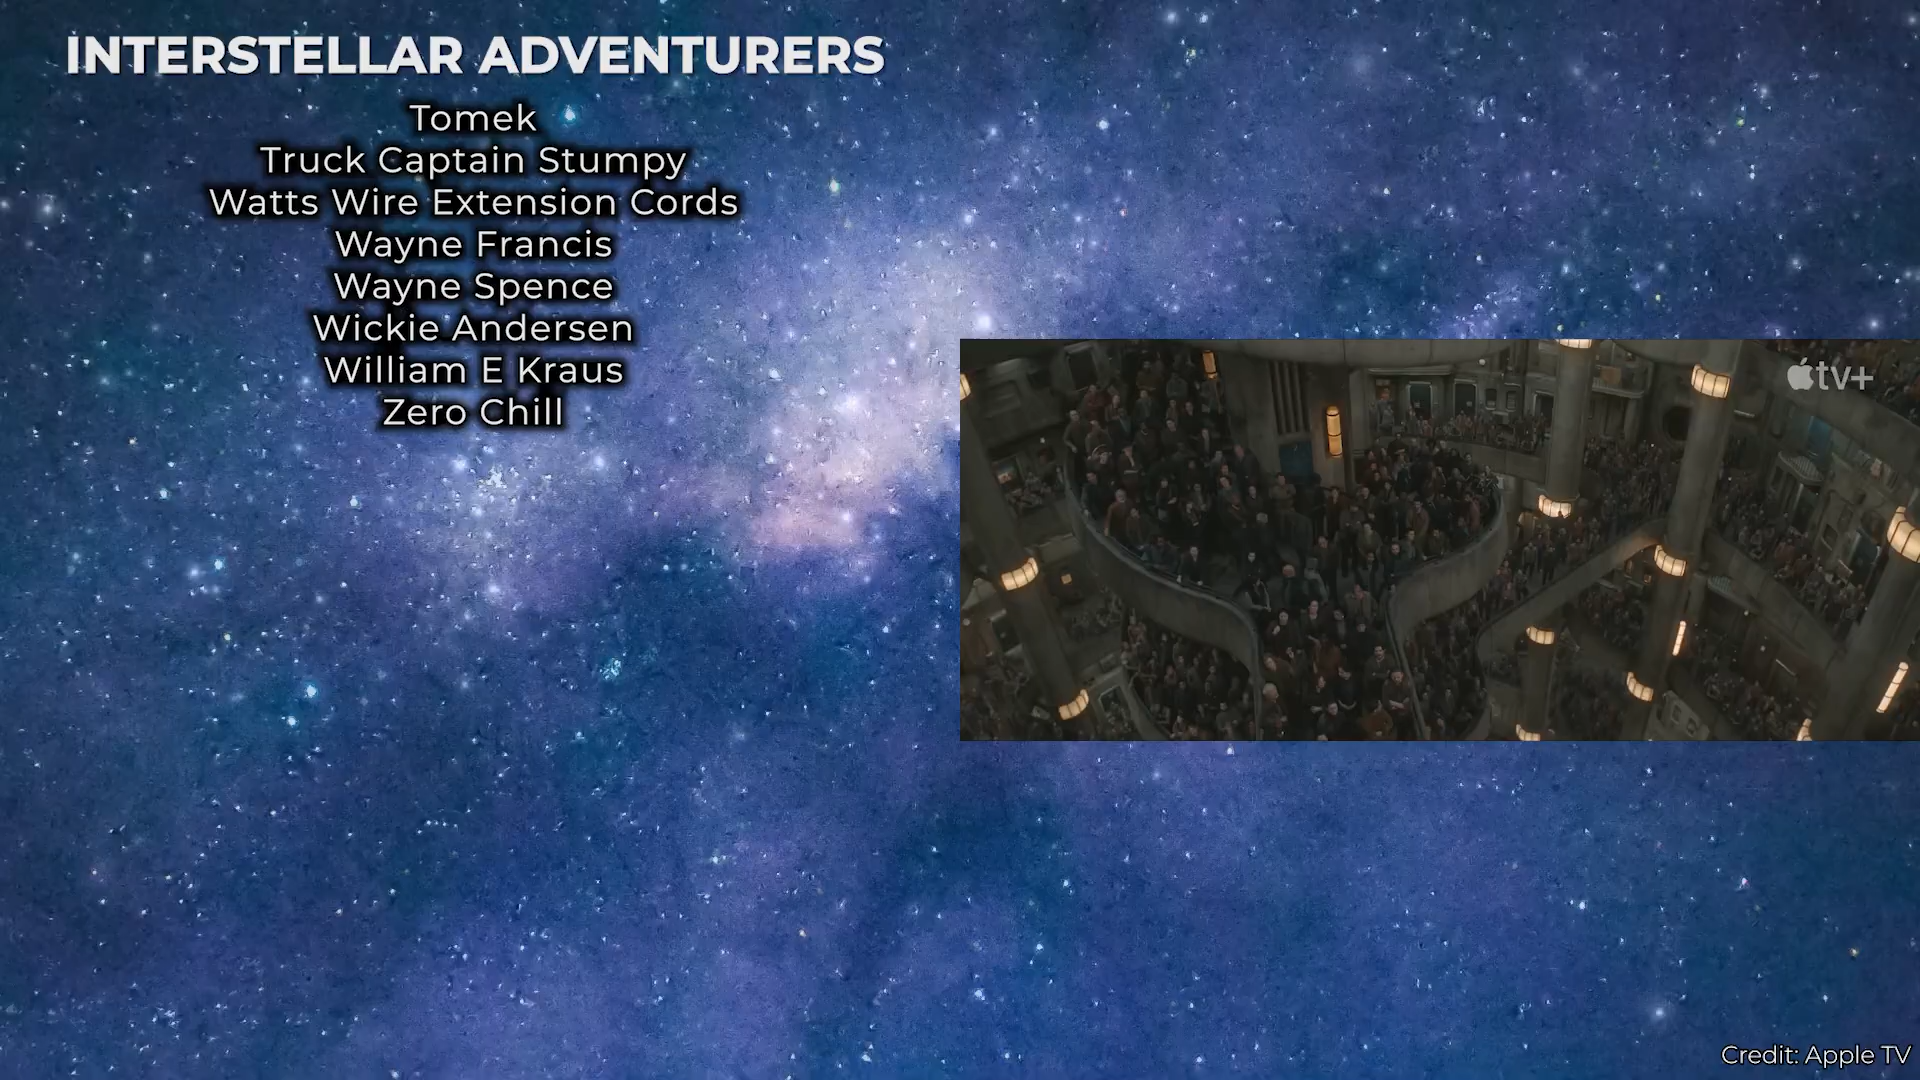 INTERSTELLAR ADVENTURERS
Tomek
Truck Captain Stumpy
Watts Wire Extension Cords
Wayne Francis
Wayne Spence
Wickie Andersen
William E Kraus
Zero Chill
tv+
Credit: Apple TV